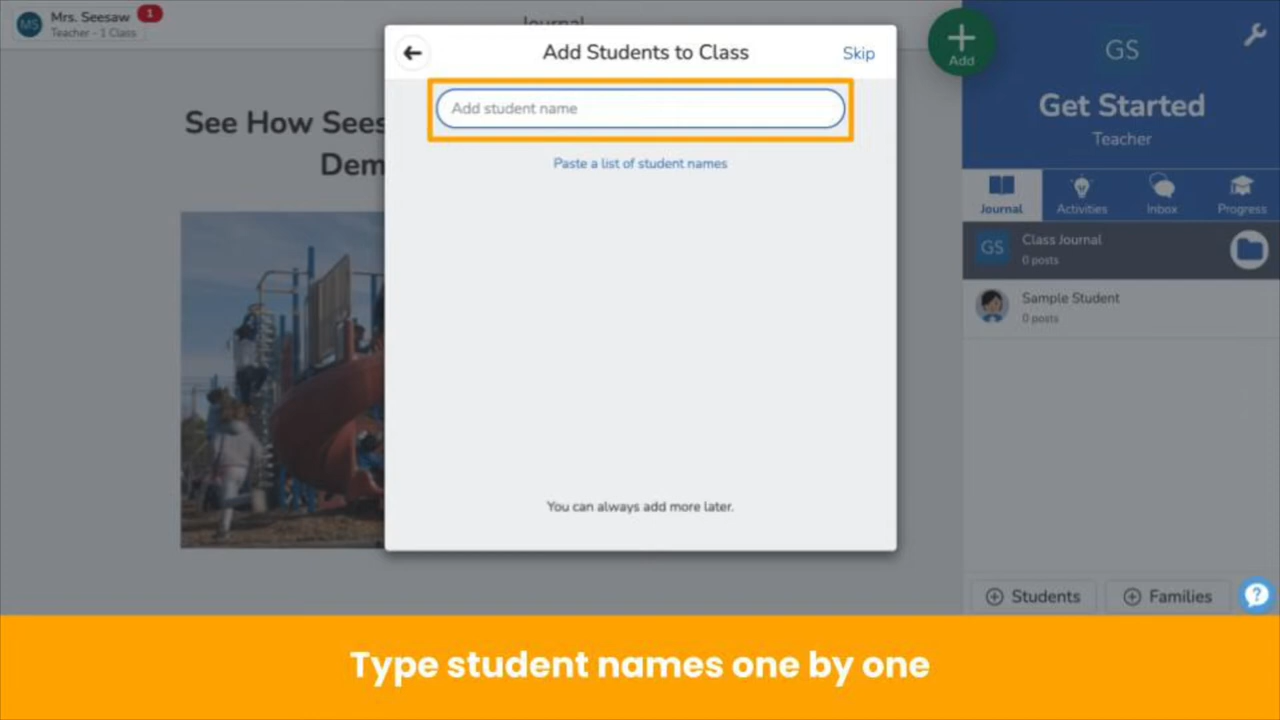 MS
Mrs. Seesaw
1
Teacher - 1 Class
Journal
Add
See How Sees
Dem
Add Students to Class
Skip
Add student name
Paste a list of student names
You can always add more later.
GS
Get Started
Teacher
Journal
Activities
Inbox
Progress
GS
Class Journal
0 posts
Sample Student
0 posts
Students
Families
?
Type student names one by one